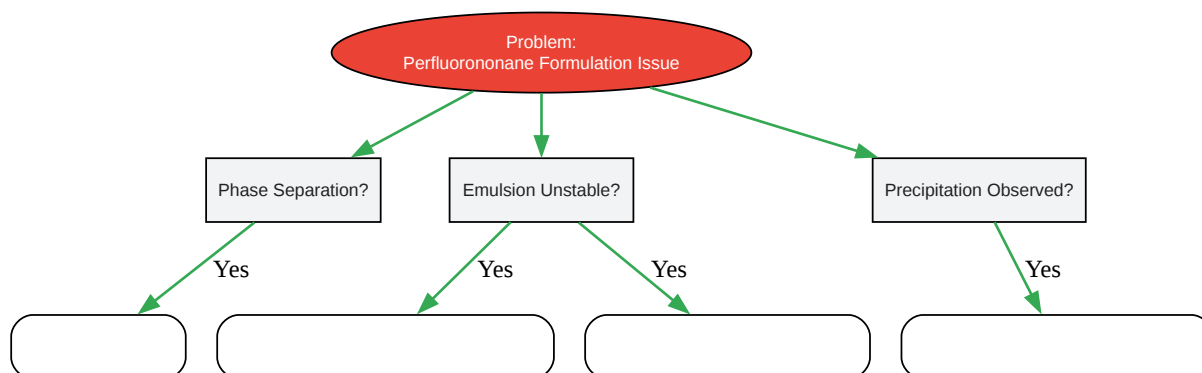 Problem:
Perfluorononane Formulation Issue
Phase Separation?
Emulsion Unstable?
Precipitation Observed?
Yes
Yes
Yes
Yes